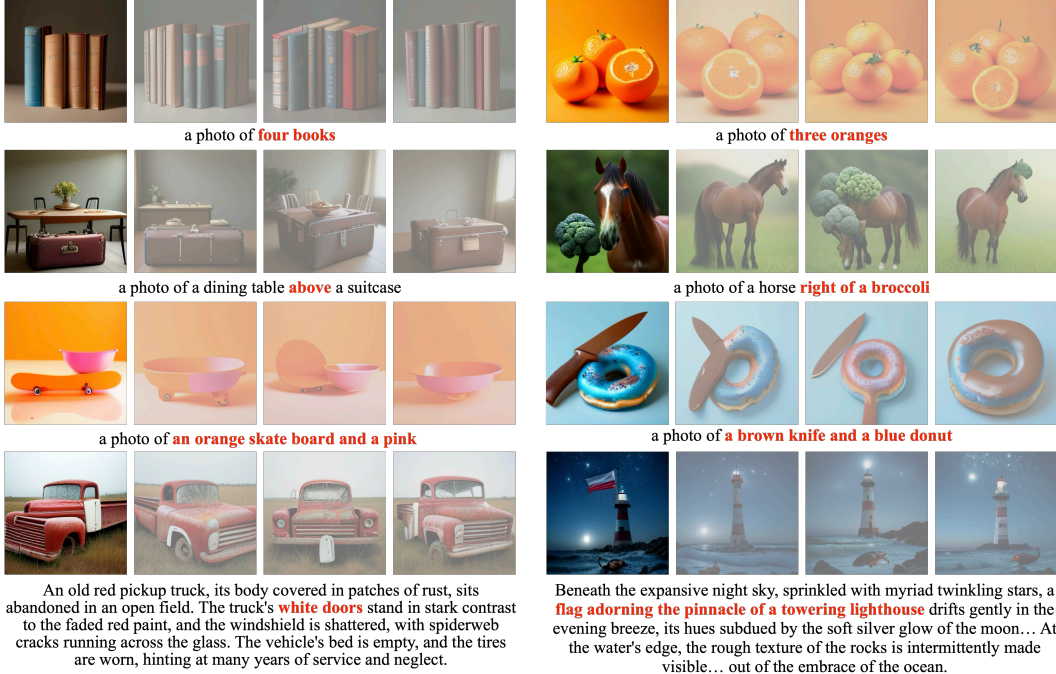 a photo of four books
a photo of three oranges
a photo of a dining table above a suitcase
a photo of a horse right of a broccoli
a photo of an orange skate board and a pink
a photo of a brown knife and a blue donut
An old red pickup truck, its body covered in patches of rust, sits
abandoned in an open field. The truck's white doors stand in stark contrast
to the faded red paint, and the windshield is shattered, with spiderweb
cracks running across the glass. The vehicle's bed is empty, and the tires
are worn, hinting at many years of service and neglect.
Beneath the expansive night sky, sprinkled with myriad twinkling stars, a
flag adorning the pinnacle of a towering lighthouse drifts gently in the
evening breeze, its hues subdued by the soft silver glow of the moon… At
the water's edge, the rough texture of the rocks is intermittently made
visible… out of the embrace of the ocean.